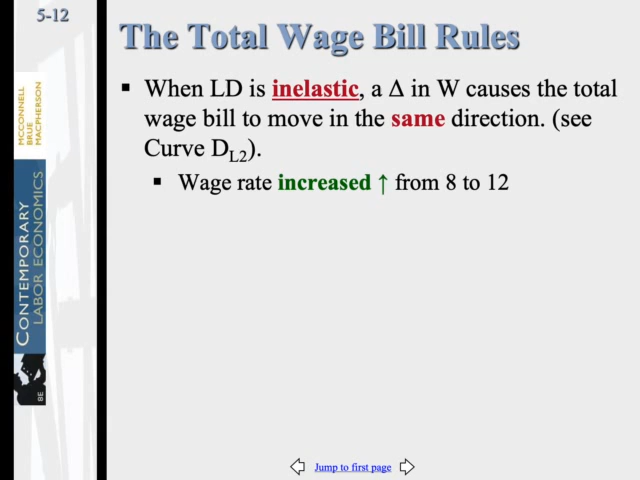 5-12
The Total Wage Bill Rules
▪ When LD is inelastic, a Δ in W causes the total
wage bill to move in the same direction. (see
Curve DL2).
▪ Wage rate increased ↑ from 8 to 12
MCCONNELL
BRUE
MACPHERSON
CONTEMPORARY
LABOR ECONOMICS
8E
Jump to first page